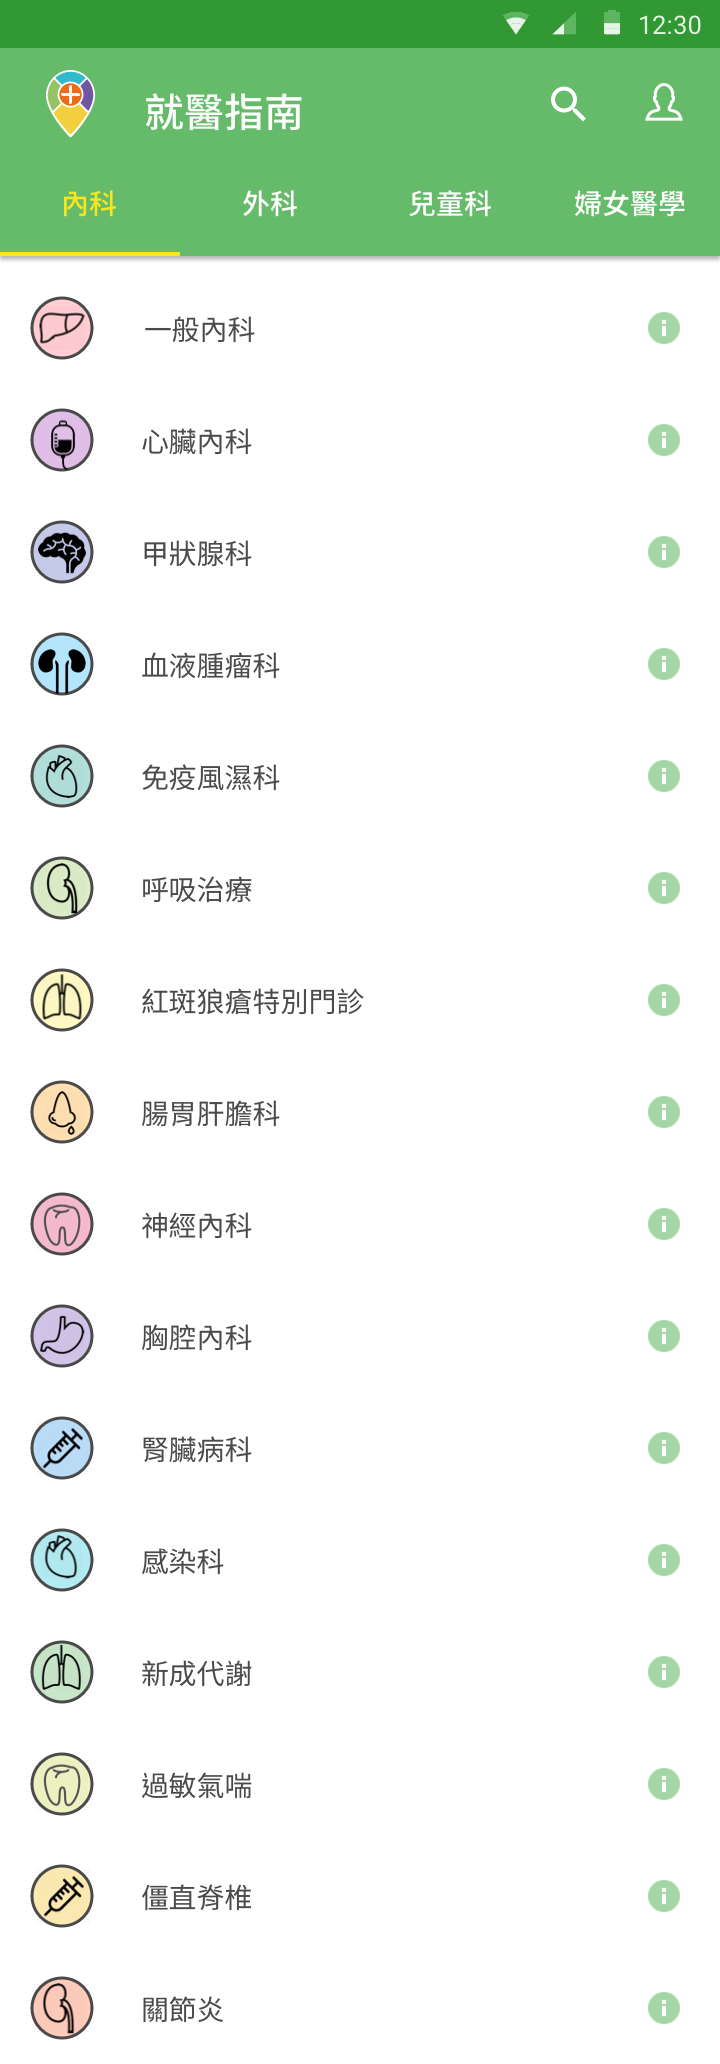 12:30
就醫指南
內科 外科 兒童科 婦女醫學
一般內科
心臟內科
甲狀腺科
血液腫瘤科
免疫風濕科
呼吸治療
紅斑狼瘡特別門診
腸胃肝膽科
神經內科
胸腔內科
腎臟病科
感染科
新成代謝
過敏氣喘
僵直脊椎
關節炎